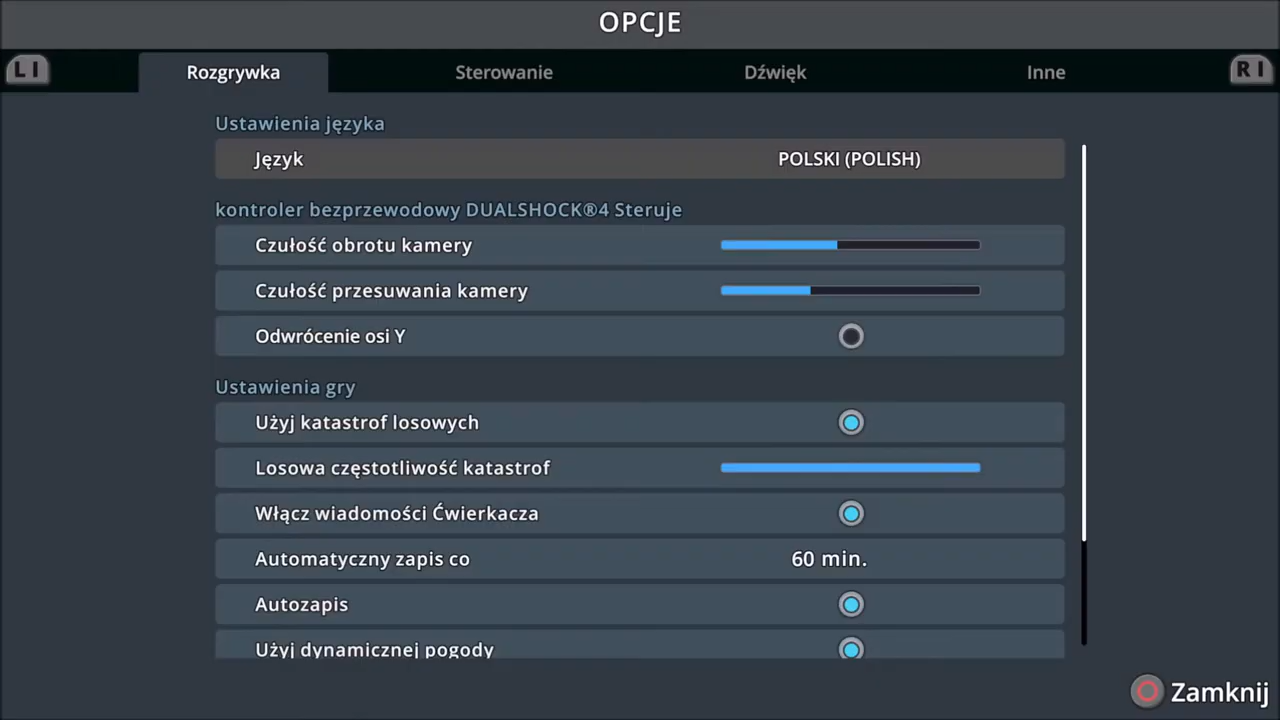 OPCJE
L1 Rozgrywka Sterowanie Dźwięk Inne R1
Ustawienia języka
Język POLSKI (POLISH)
kontroler bezprzewodowy DUALSHOCK®4 Steruje
Czułość obrotu kamery
Czułość przesuwania kamery
Odwrócenie osi Y
Ustawienia gry
Użyj katastrof losowych
Losowa częstotliwość katastrof
Włącz wiadomości Ćwierkacza
Automatyczny zapis co 60 min.
Autozapis
Użyj dynamicznej pogody
Zamknij